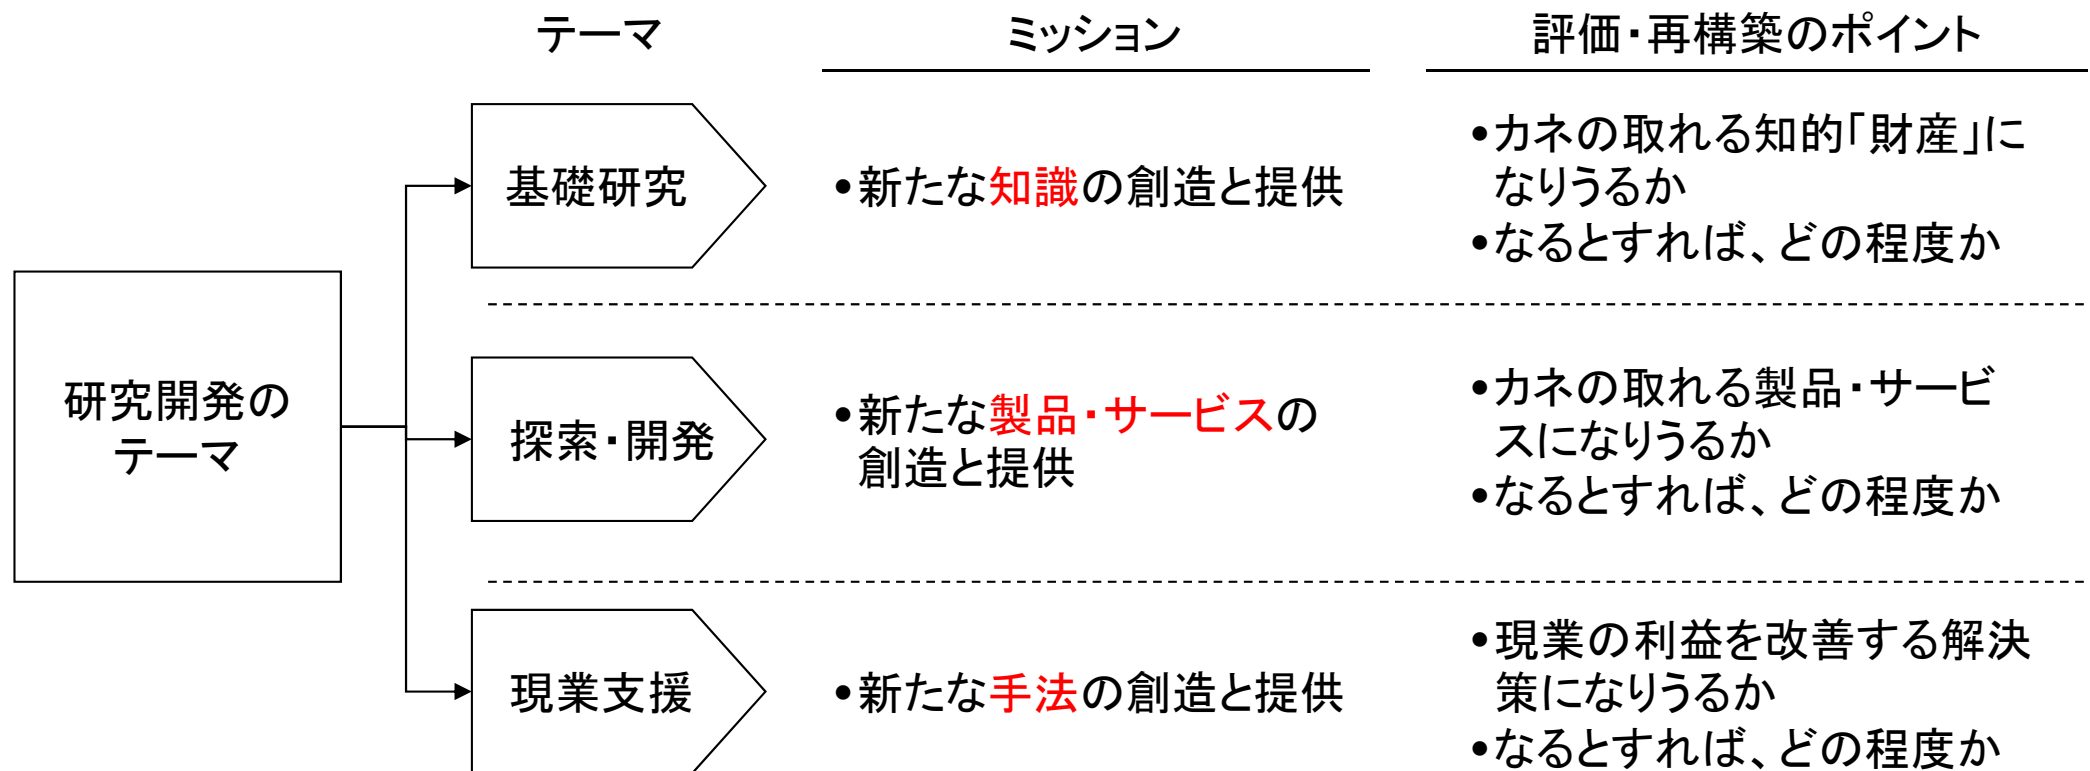 テーマ
ミッション
評価・再構築のポイント
研究開発の
テーマ
基礎研究
•新たな知識の創造と提供
•カネの取れる知的「財産」に
なりうるか
•なるとすれば、どの程度か
探索・開発
•新たな製品・サービスの
創造と提供
•カネの取れる製品・サービ
スになりうるか
•なるとすれば、どの程度か
現業支援
•新たな手法の創造と提供
•現業の利益を改善する解決
策になりうるか
•なるとすれば、どの程度か